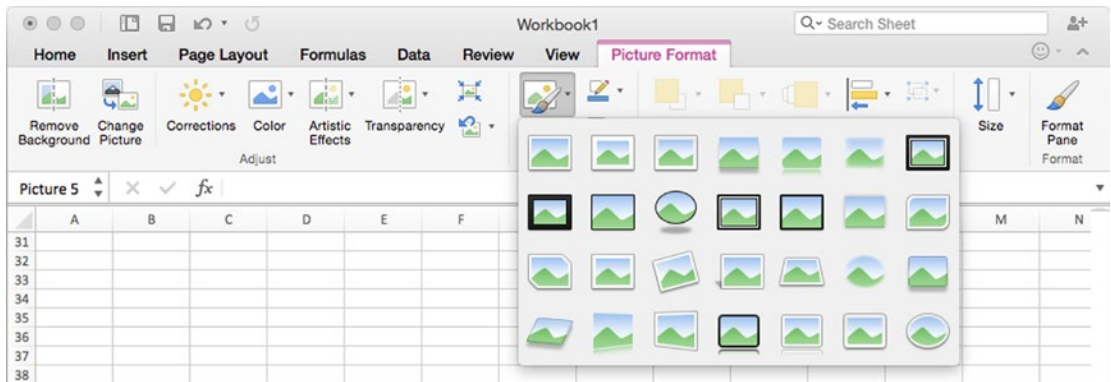 Workbook1
Search Sheet
Home Insert Page Layout Formulas Data Review View Picture Format
Remove Background
Change Picture
Corrections
Color
Artistic Effects
Transparency
Size
Format Pane
Adjust
Format
Picture 5
fx
A B C D E F M N
31
32
33
34
35
36
37
38